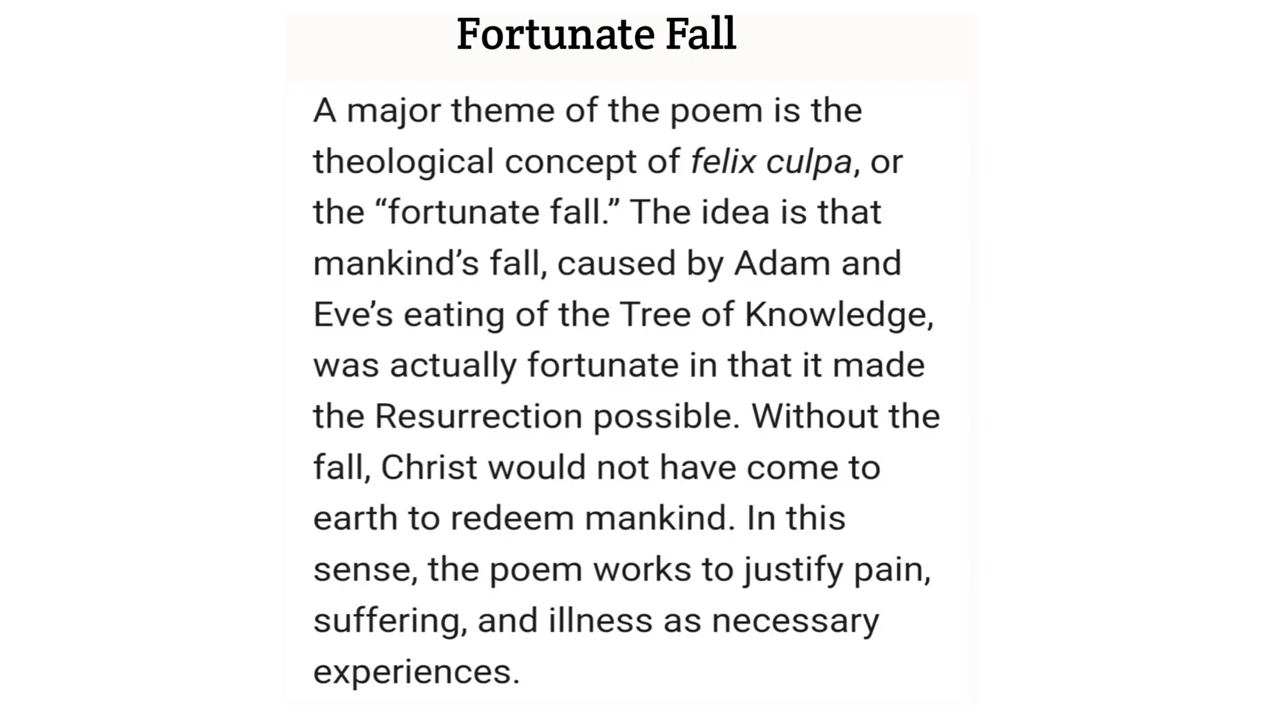 Fortunate Fall
A major theme of the poem is the
theological concept of felix culpa, or
the “fortunate fall.” The idea is that
mankind’s fall, caused by Adam and
Eve’s eating of the Tree of Knowledge,
was actually fortunate in that it made
the Resurrection possible. Without the
fall, Christ would not have come to
earth to redeem mankind. In this
sense, the poem works to justify pain,
suffering, and illness as necessary
experiences.